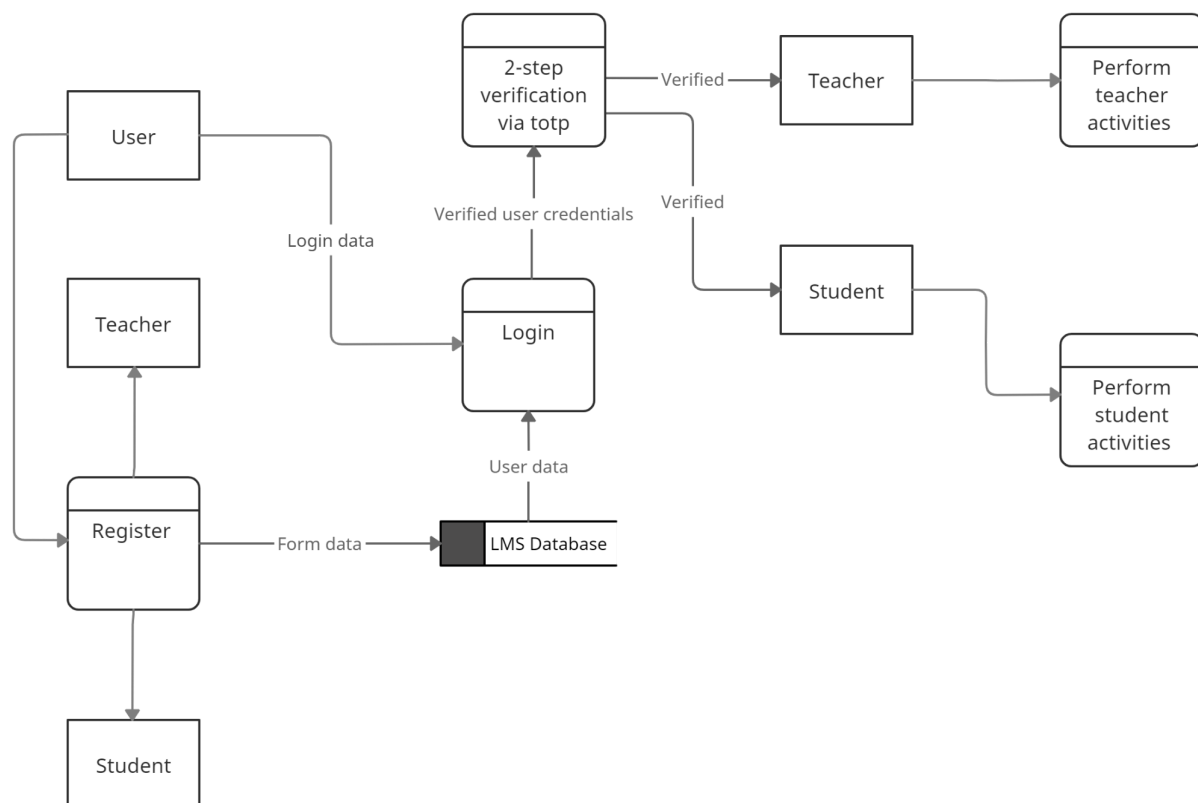 2-step
verification
via totp
Verified
Teacher
Perform
teacher
activities
User
Verified
Verified user credentials
Login data
Student
Teacher
Login
Perform
student
activities
User data
Register
Form data
LMS Database
Student